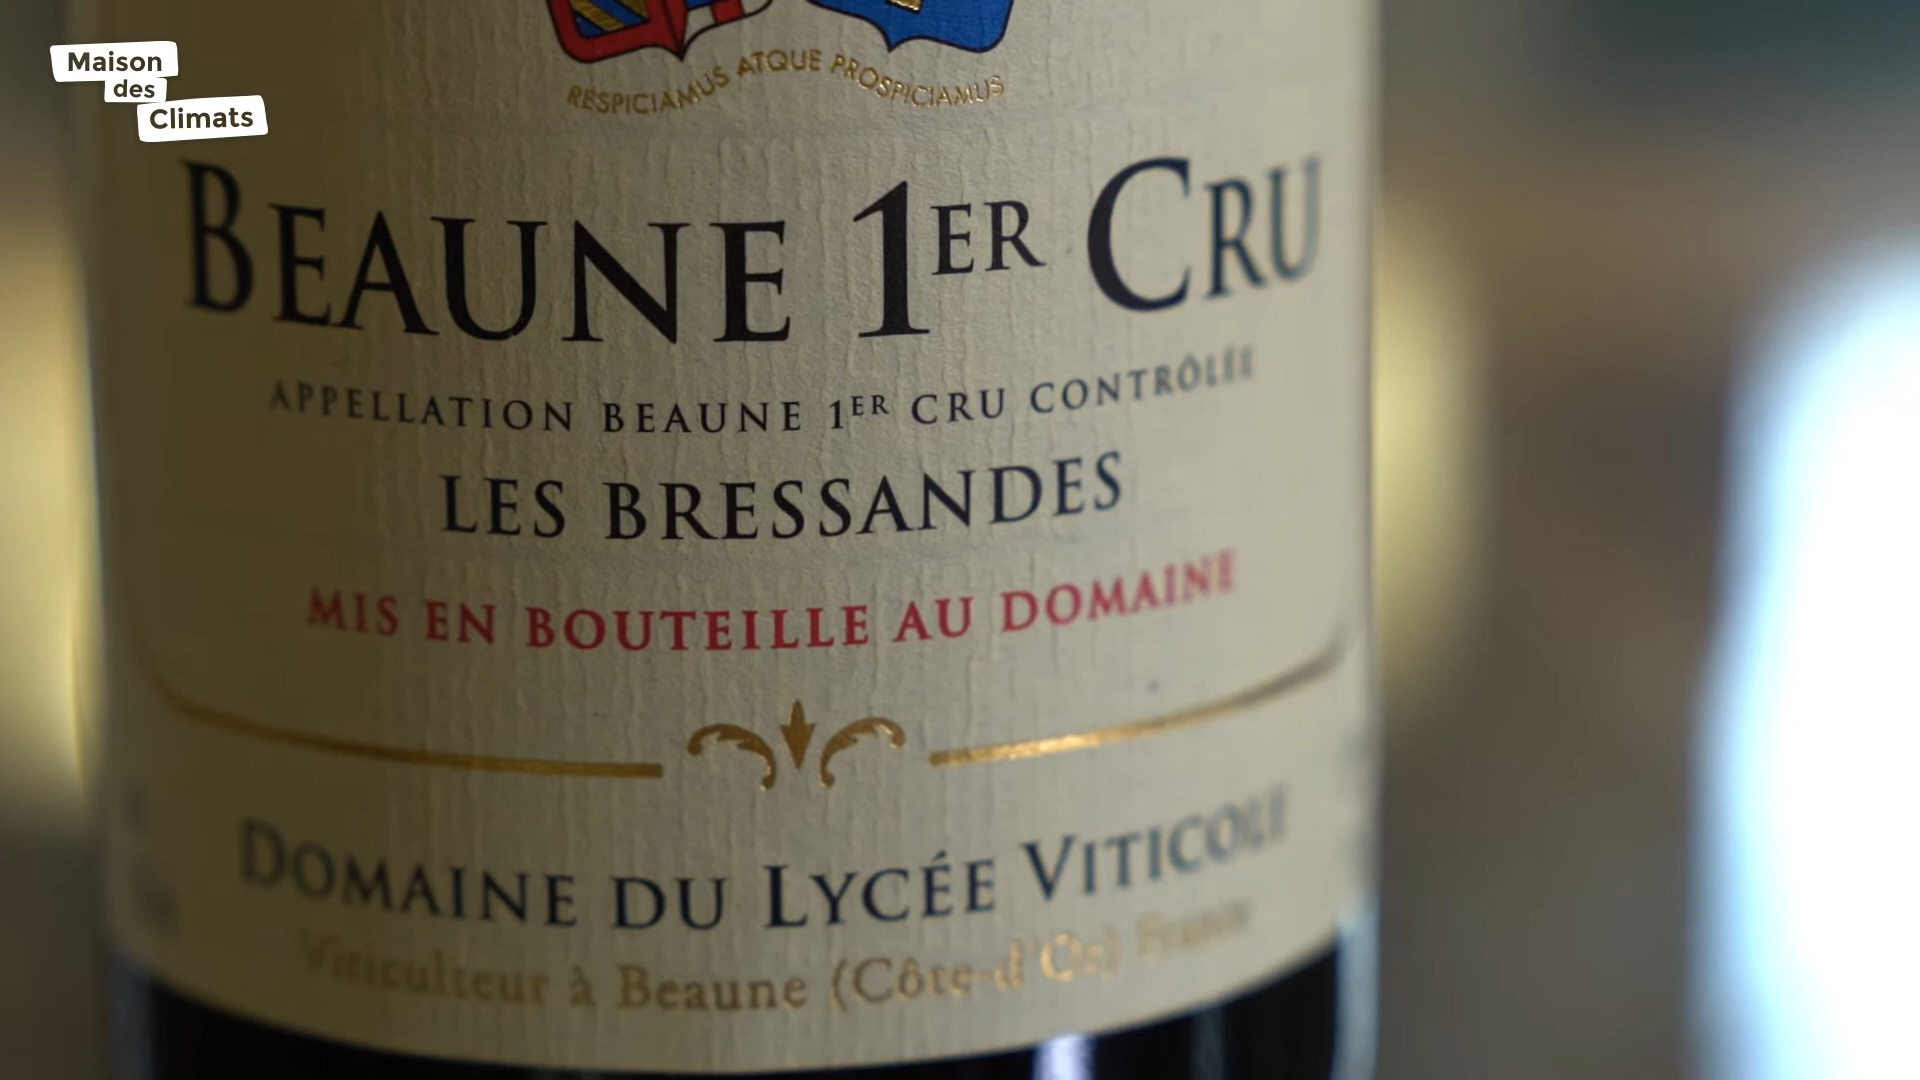 Maison
des
Climats
RESPICIAMUS ATQUE PROSPICIAMUS
BEAUNE 1ER CRU
APPELLATION BEAUNE 1ER CRU CONTRÔLÉE
LES BRESSANDES
MIS EN BOUTEILLE AU DOMAINE
DOMAINE DU LYCÉE VITICOLE
Viticulteur à Beaune (Côte-d'Or) France